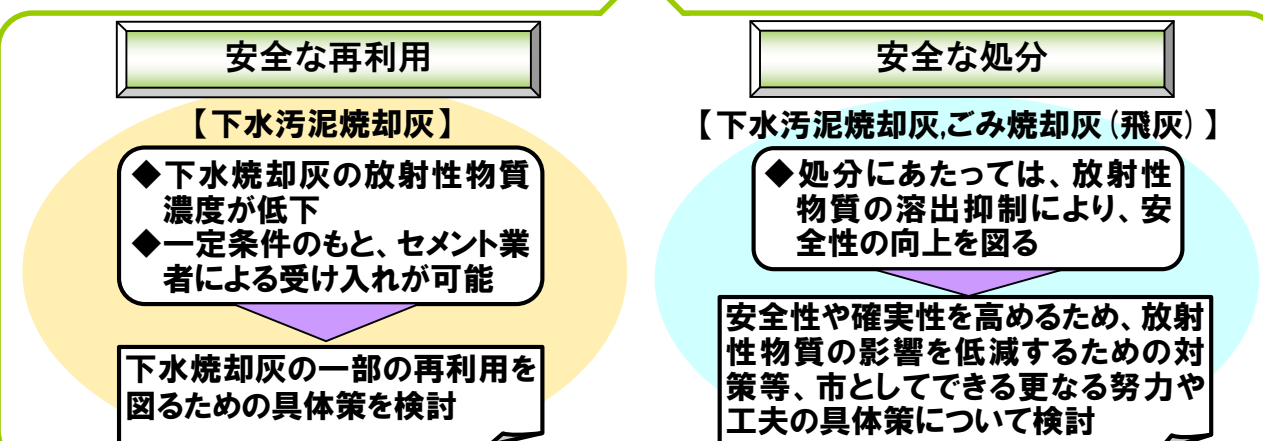 安全な再利用
【下水汚泥焼却灰】
◆下水焼却灰の放射性物質
濃度が低下
◆一定条件のもと、セメント業
者による受け入れが可能
下水焼却灰の一部の再利用を
図るための具体策を検討
安全な処分
【下水汚泥焼却灰,ごみ焼却灰(飛灰)】
◆処分にあたっては、放射性
物質の溶出抑制により、安
全性の向上を図る
安全性や確実性を高めるため、放射
性物質の影響を低減するための対
策等、市としてできる更なる努力や
工夫の具体策について検討